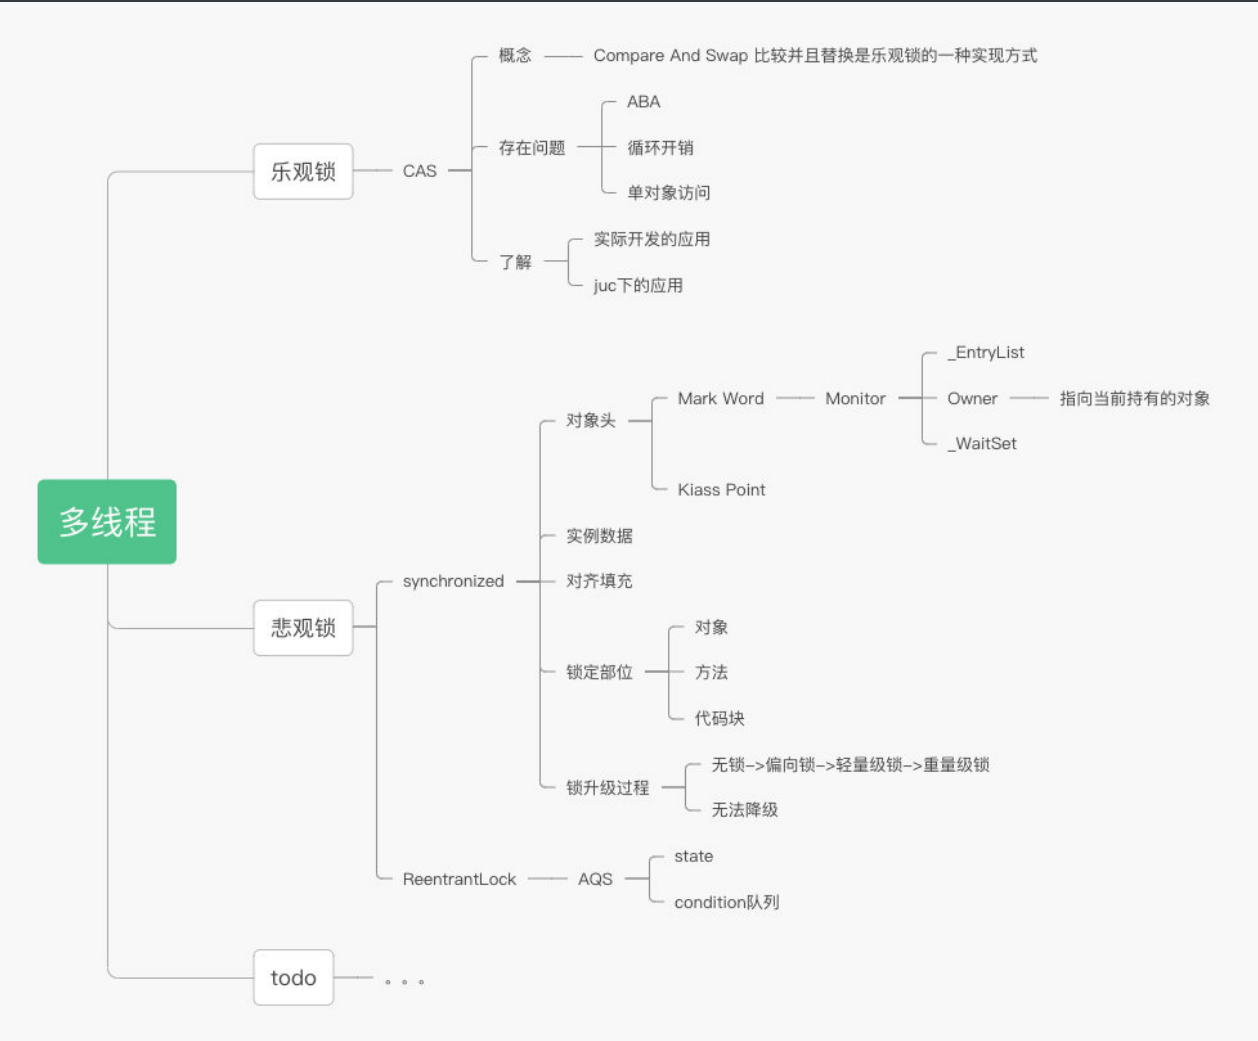 概念
Compare And Swap 比较并且替换是乐观锁的一种实现方式
ABA
存在问题
循环开销
乐观锁
CAS
单对象访问
实际开发的应用
了解
juc下的应用
_EntryList
Mark Word
Monitor
Owner
指向当前持有的对象
对象头
_WaitSet
Kiass Point
多线程
实例数据
synchronized
对齐填充
悲观锁
对象
锁定部位
方法
代码块
无锁->偏向锁->轻量级锁->重量级锁
锁升级过程
无法降级
state
ReentrantLock
AQS
condition队列
todo
。。。